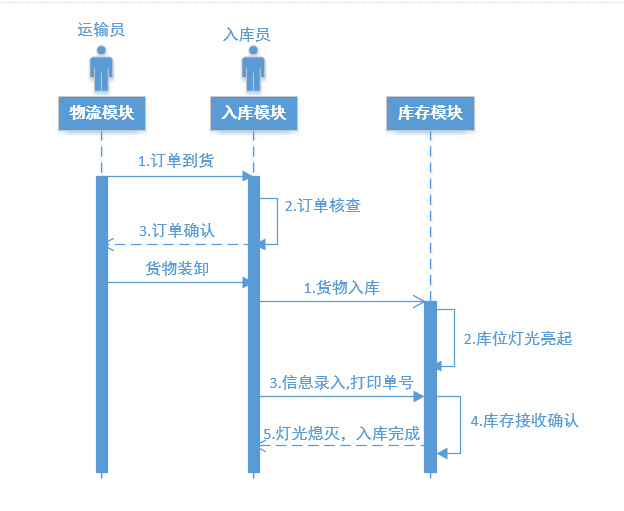 运输员
入库员
物流模块
入库模块
库存模块
1.订单到货
2.订单核查
3.订单确认
货物装卸
1.货物入库
2.库位灯光亮起
3.信息录入,打印单号
4.库存接收确认
5.灯光熄灭，入库完成